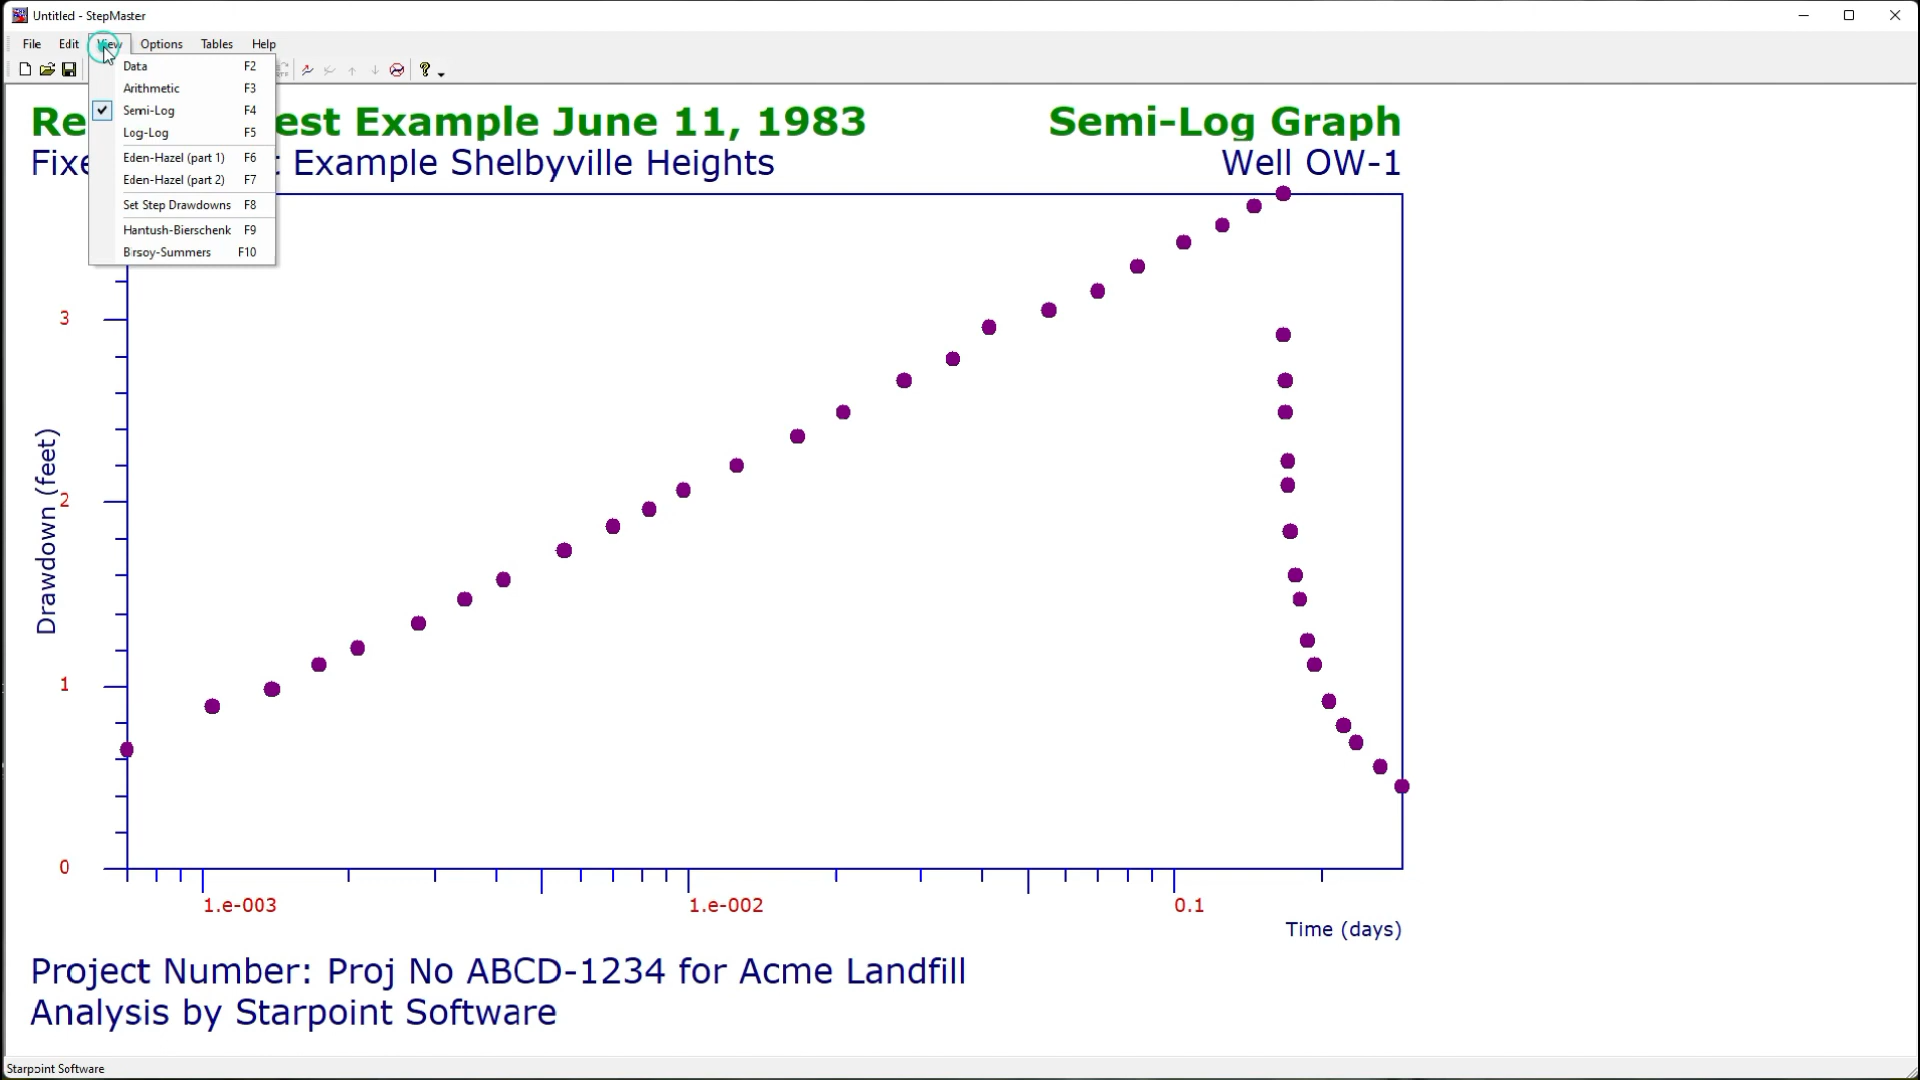 Untitled - StepMaster
File Edit View Options Tables Help
Data F2
Arithmetic F3
Semi-Log F4
Log-Log F5
Eden-Hazel (part 1) F6
Eden-Hazel (part 2) F7
Set Step Drawdowns F8
Hantush-Bierschenk F9
Birsoy-Summers F10
Re est Example June 11, 1983
Semi-Log Graph
Fixe t Example Shelbyville Heights
Well OW-1
3
2
1
0
Drawdown (feet)
1.e-003
1.e-002
0.1
Time (days)
Project Number: Proj No ABCD-1234 for Acme Landfill
Analysis by Starpoint Software
Starpoint Software